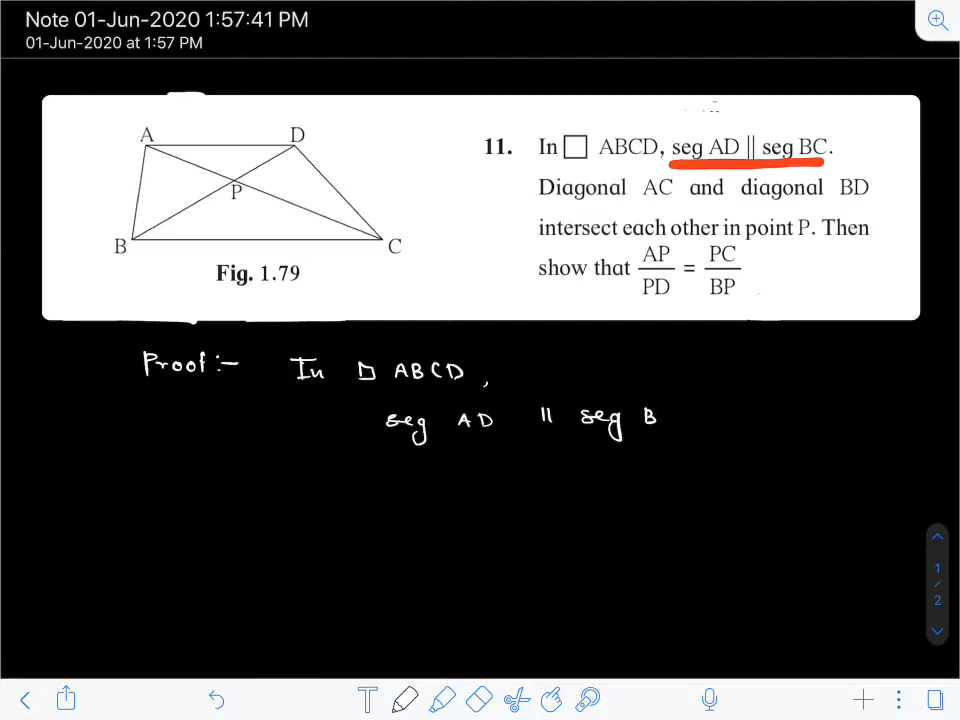 Note 01-Jun-2020 1:57:41 PM
01-Jun-2020 at 1:57 PM
A D
P
B C
Fig. 1.79
11. In □ ABCD, seg AD || seg BC.
Diagonal AC and diagonal BD
intersect each other in point P. Then
show that AP/PD = PC/BP
Proof :- In □ ABCD,
seg AD || seg B
1/2
T